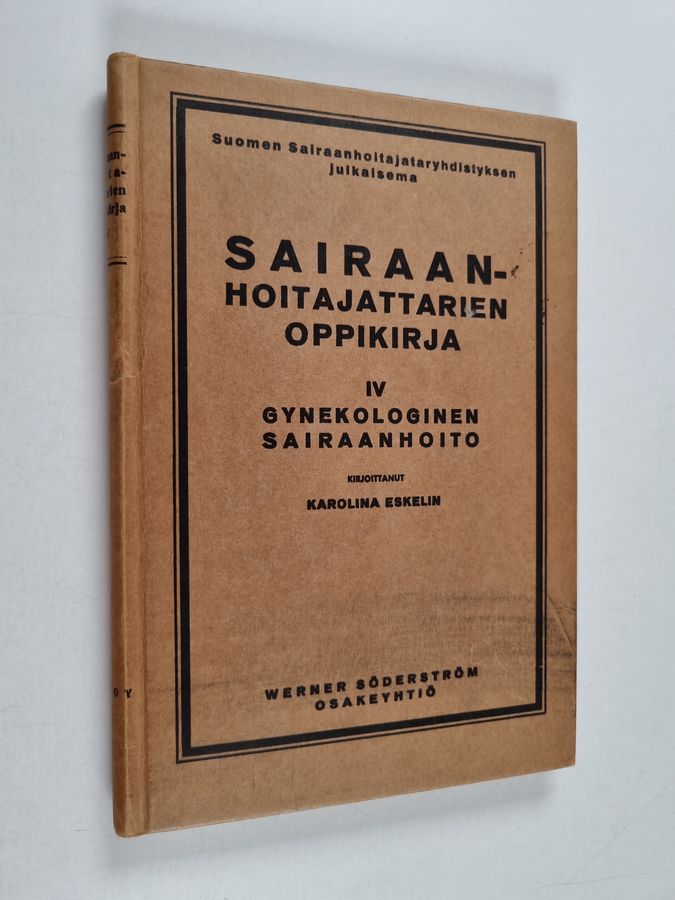 Suomen Sairaanhoitajataryhdistyksen
julkaisema
SAIRAAN-
HOITAJATTARIEN
OPPIKIRJA
IV
GYNEKOLOGINEN
SAIRAANHOITO
KIRJOITTANUT
KAROLINA ESKELIN
WERNER SÖDERSTRÖM
OSAKEYHTIÖ